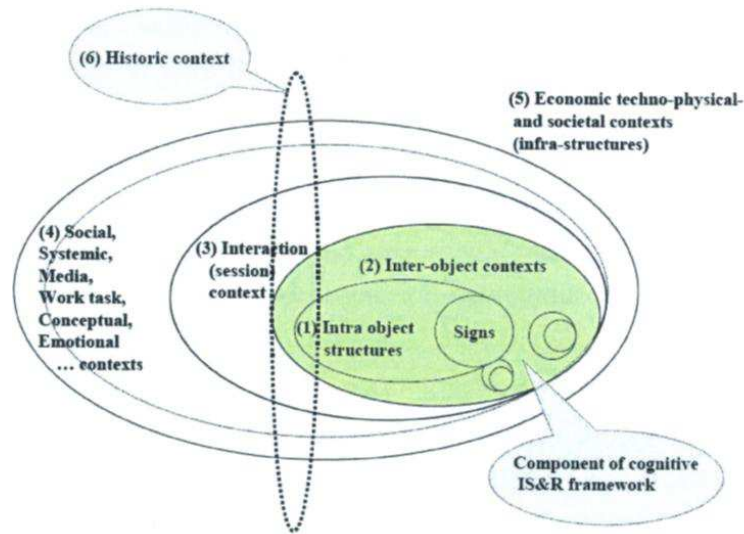 (6) Historic context
(5) Economic techno-physical-
and societal contexts
(infra-structures)
(4) Social,
Systemic,
Media,
Work task,
Conceptual,
Emotional
... contexts
(3) Interaction
(session)
context
(2) Inter-object contexts
(1) Intra object
structures
Signs
Component of cognitive
IS&R framework